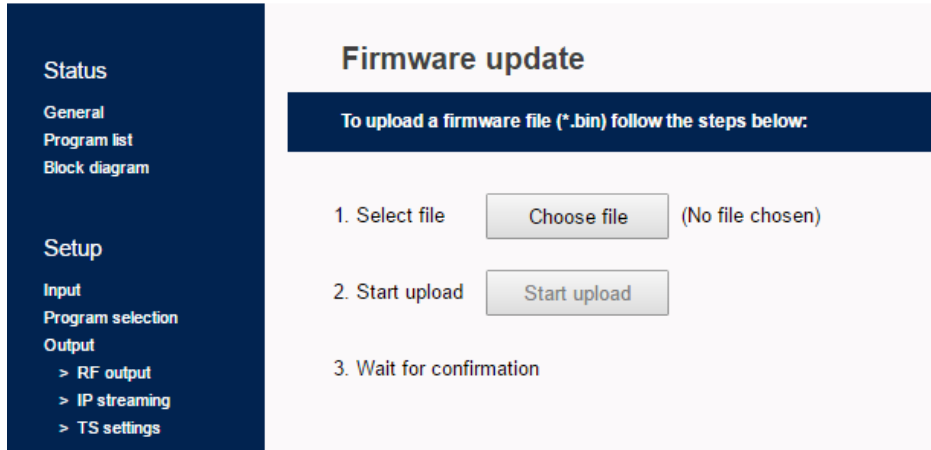 Status
General
Program list
Block diagram
Setup
Input
Program selection
Output
> RF output
> IP streaming
> TS settings
Firmware update
To upload a firmware file (*.bin) follow the steps below:
1. Select file Choose file (No file chosen)
2. Start upload Start upload
3. Wait for confirmation